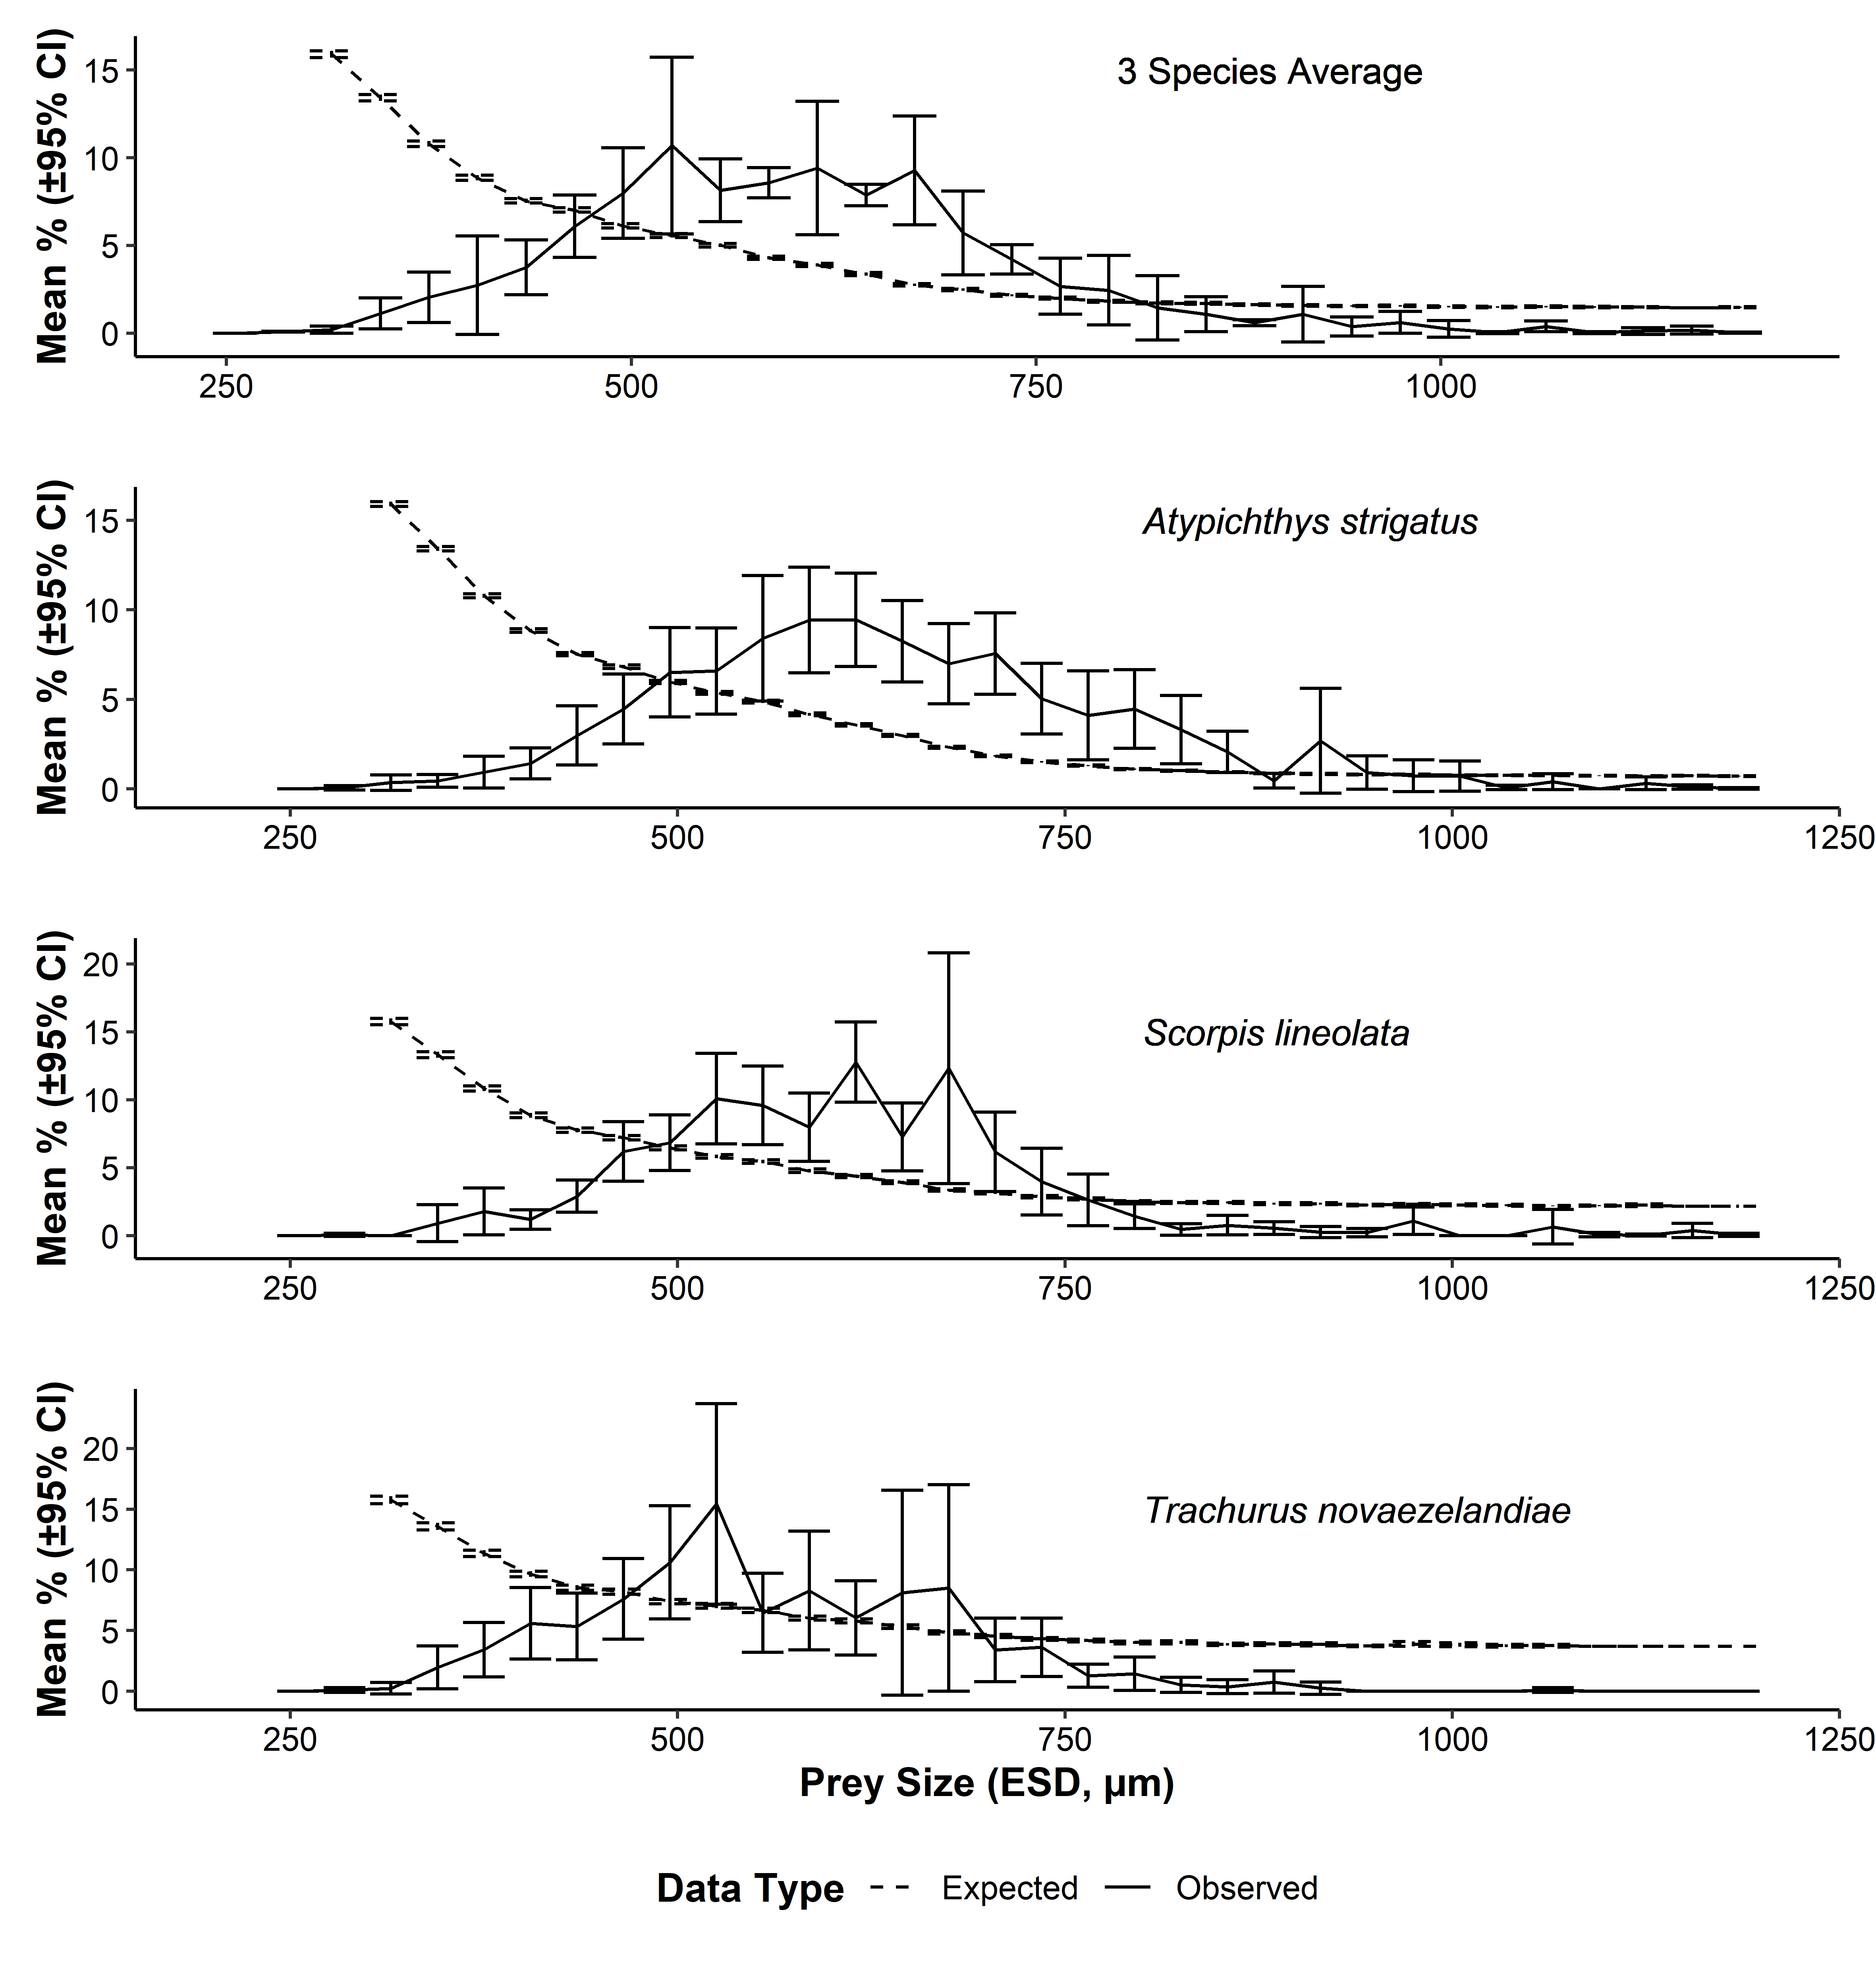 Mean % (±95% CI)
15
10
5
0
3 Species Average
250 500 750 1000
Mean % (±95% CI)
15
10
5
0
Atypichthys strigatus
250 500 750 1000 1250
Mean % (±95% CI)
20
15
10
5
0
Scorpis lineolata
250 500 750 1000 1250
Mean % (±95% CI)
20
15
10
5
0
Trachurus novaezelandiae
250 500 750 1000 1250
Prey Size (ESD, µm)
Data Type Expected Observed